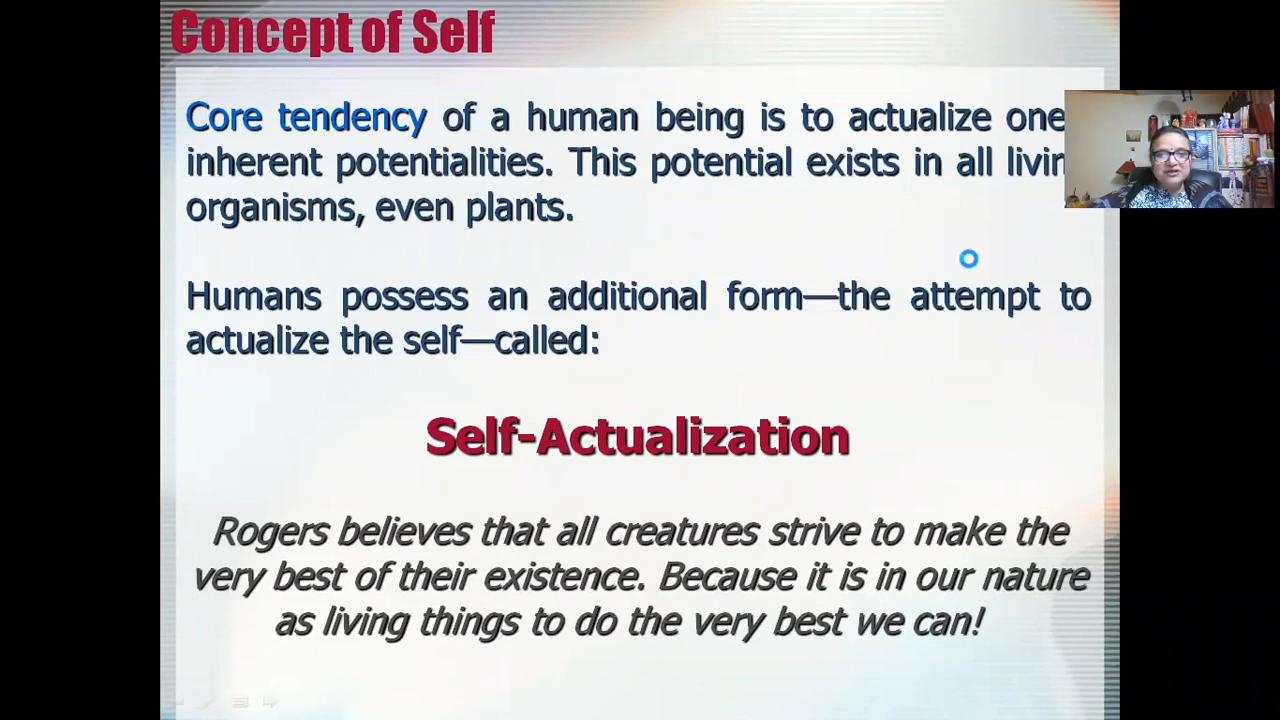 Concept of Self
Core tendency of a human being is to actualize one
inherent potentialities. This potential exists in all livin
organisms, even plants.
Humans possess an additional form—the attempt to
actualize the self—called:
Self-Actualization
Rogers believes that all creatures strive to make the
very best of their existence. Because it is in our nature
as living things to do the very best we can!